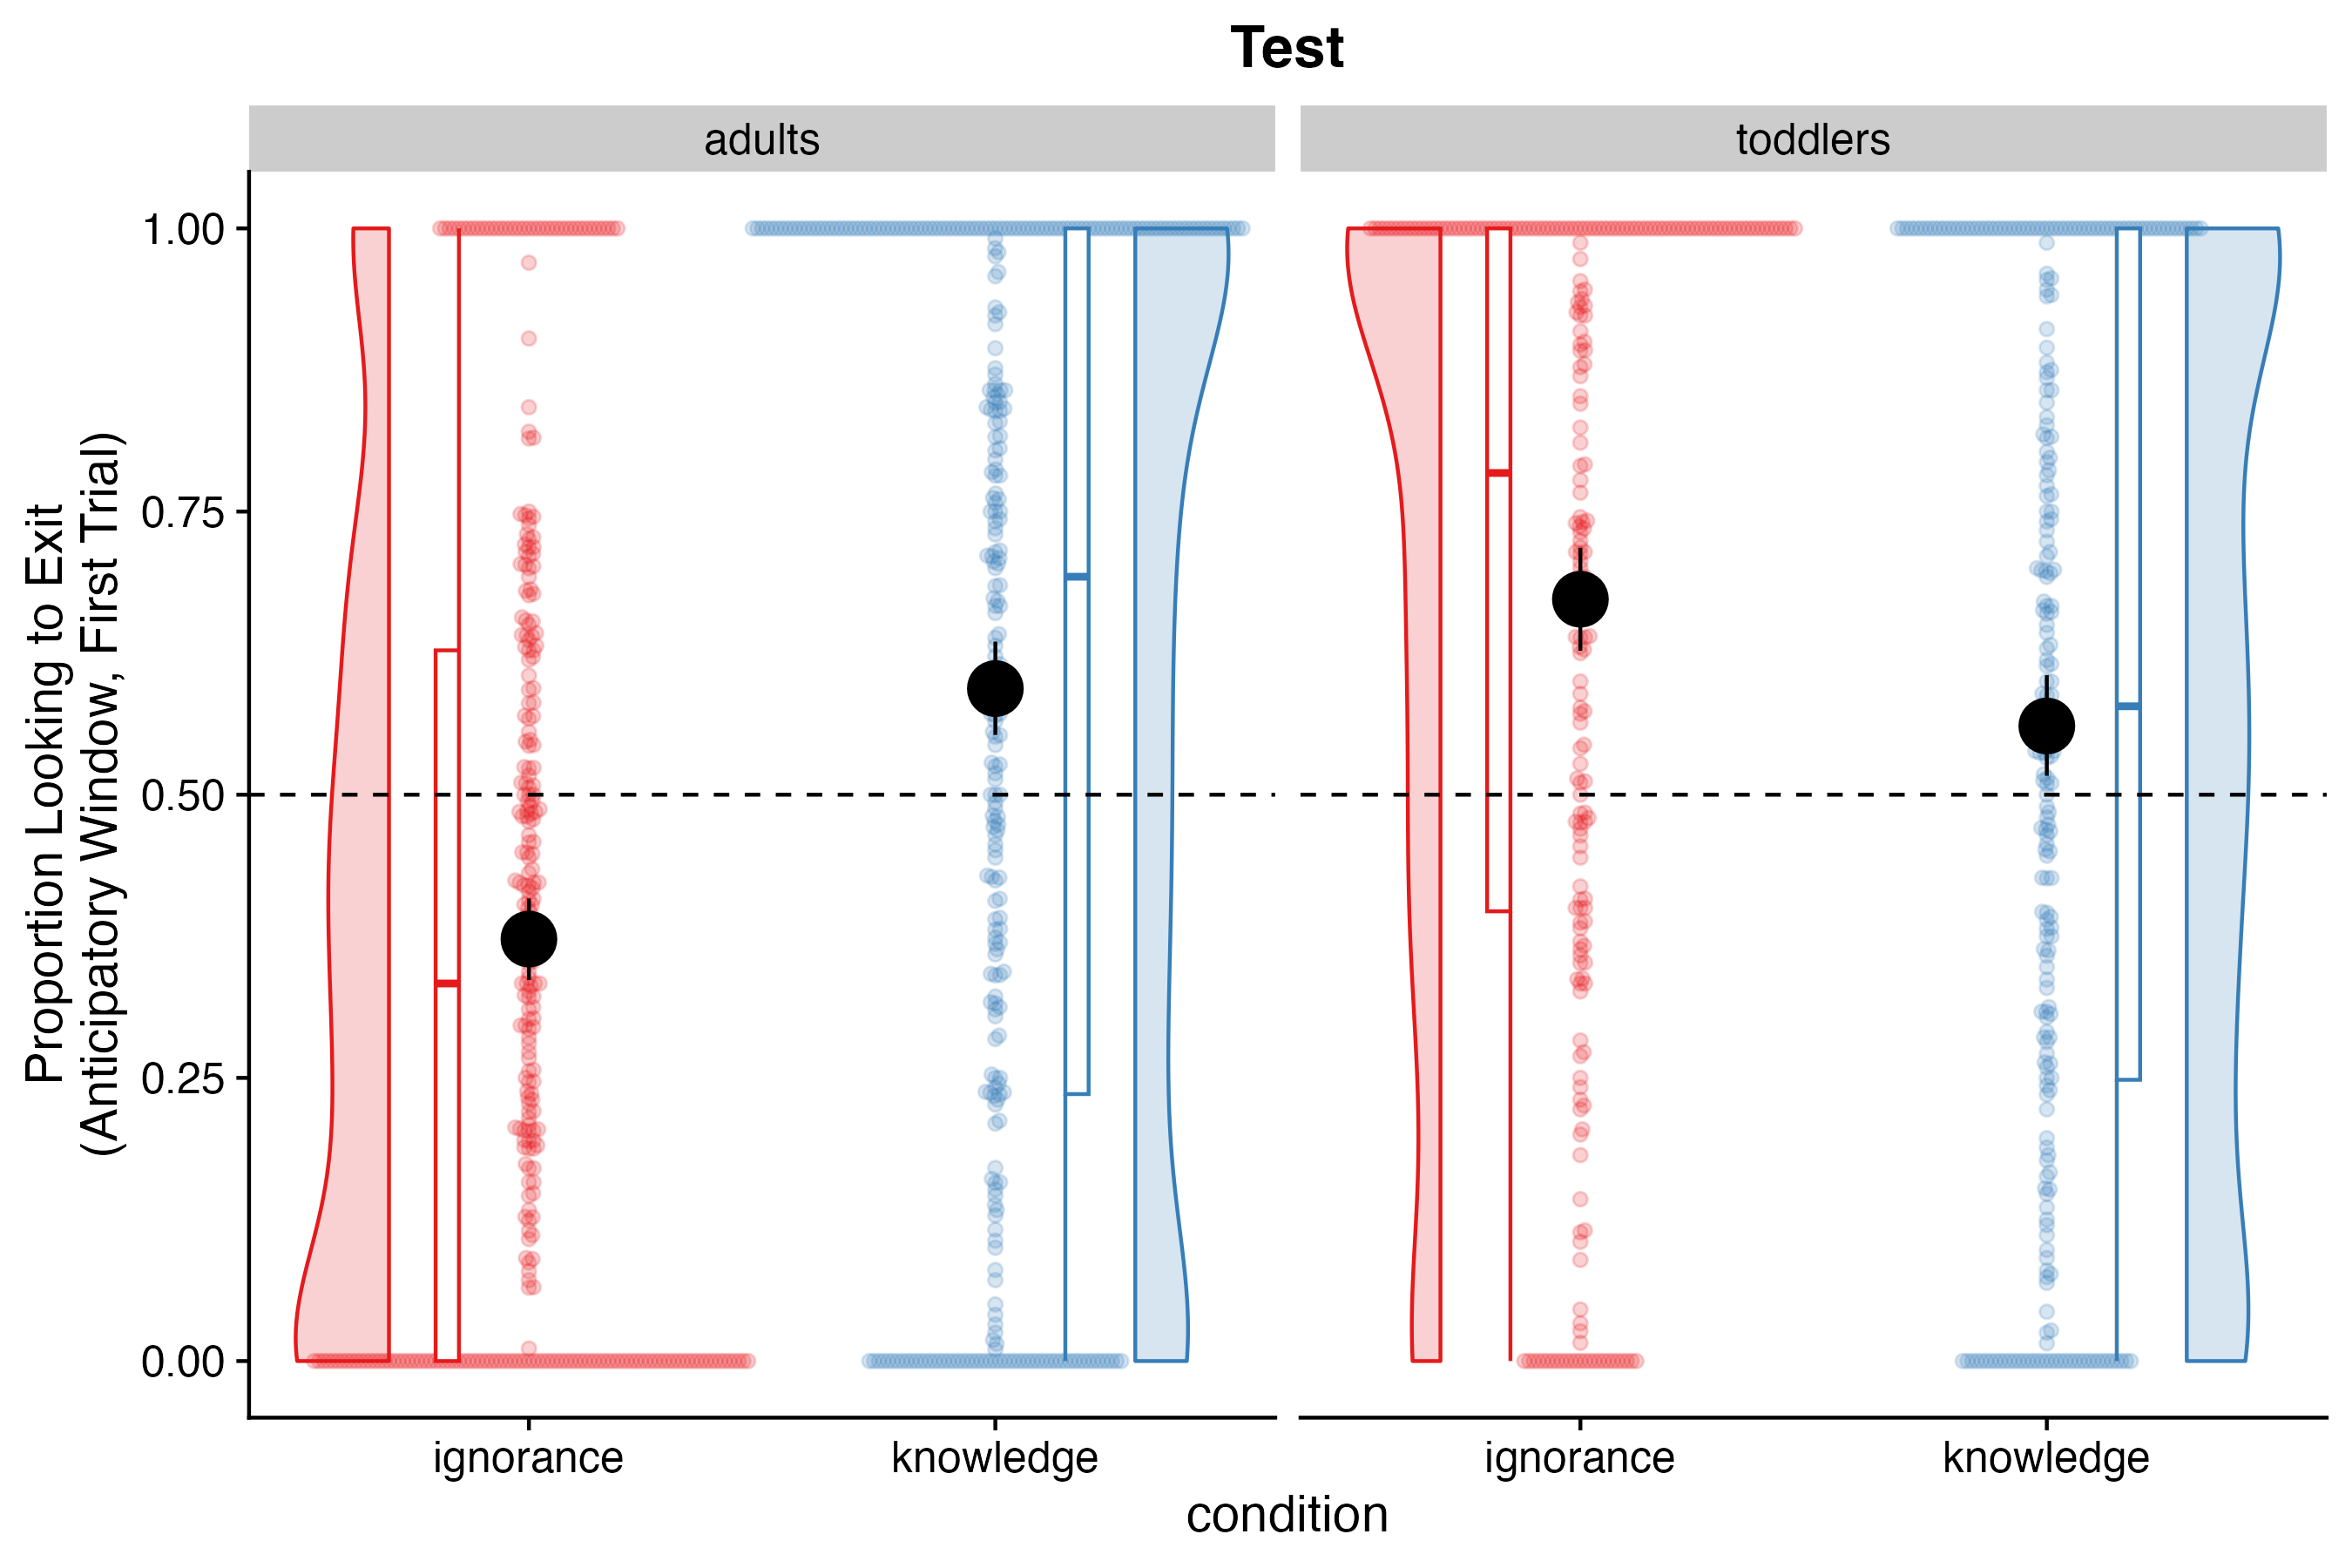 Test
adults
toddlers
Proportion Looking to Exit
(Anticipatory Window, First Trial)
1.00
0.75
0.50
0.25
0.00
ignorance
knowledge
ignorance
knowledge
condition